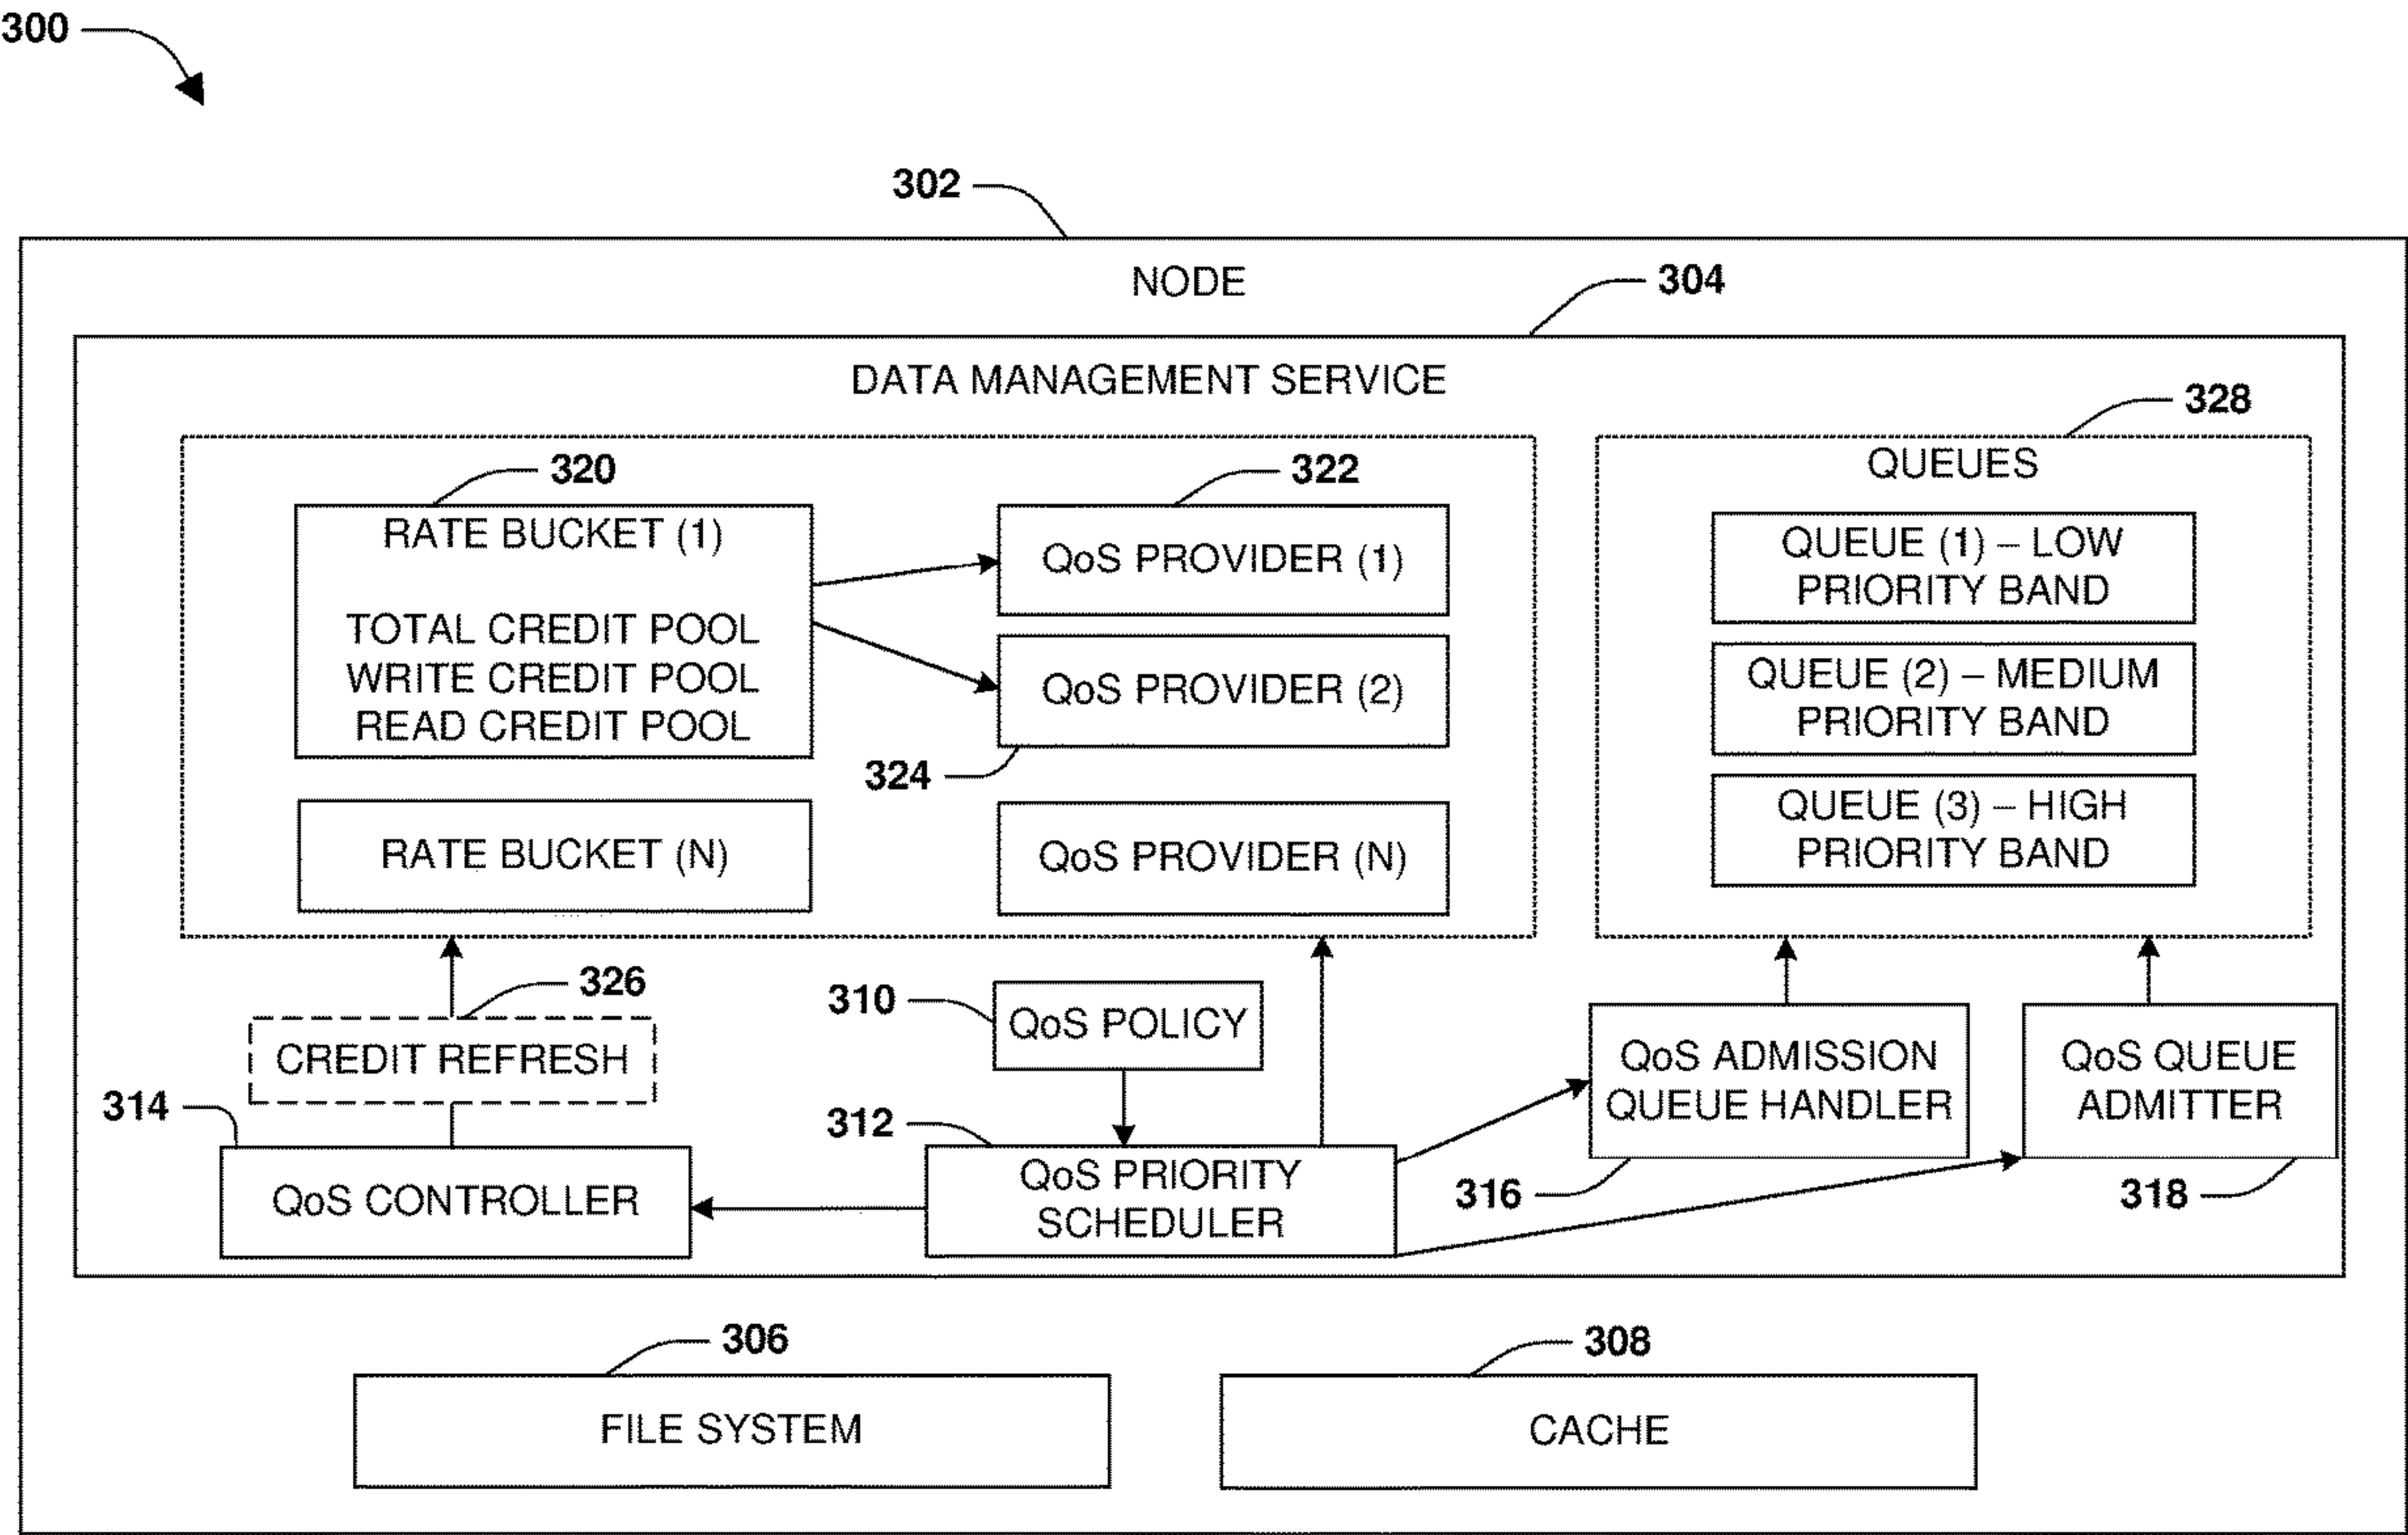 300
302
NODE
304
DATA MANAGEMENT SERVICE
328
320
322
QUEUES
RATE BUCKET (1)
TOTAL CREDIT POOL
WRITE CREDIT POOL
READ CREDIT POOL
QoS PROVIDER (1)
QoS PROVIDER (2)
324
RATE BUCKET (N)
QoS PROVIDER (N)
QUEUE (1) – LOW
PRIORITY BAND
QUEUE (2) – MEDIUM
PRIORITY BAND
QUEUE (3) – HIGH
PRIORITY BAND
326
CREDIT REFRESH
310
QoS POLICY
314
QoS CONTROLLER
312
QoS PRIORITY
SCHEDULER
QoS ADMISSION
QUEUE HANDLER
316
QoS QUEUE
ADMITTER
318
306
FILE SYSTEM
308
CACHE